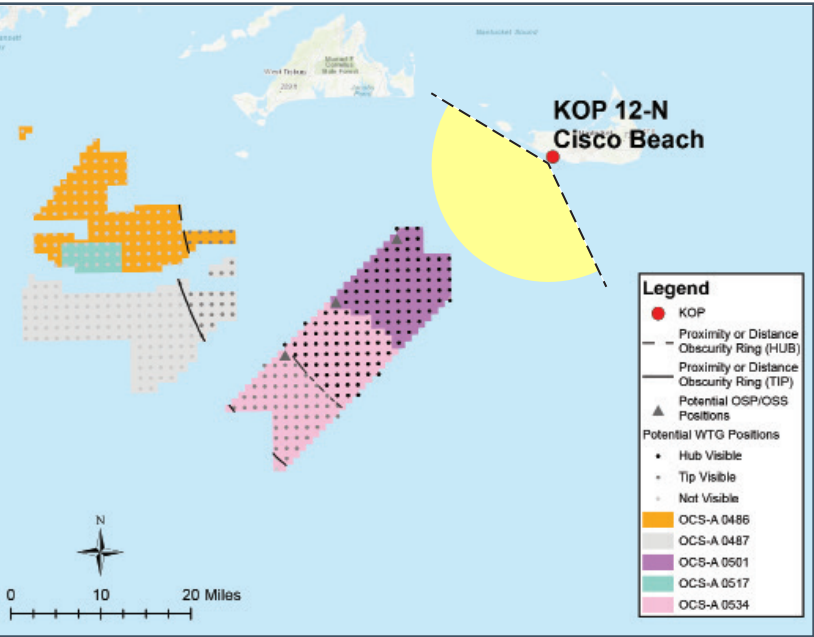 Nantucket Sound
West Tisbury
KOP 12-N
Cisco Beach
Legend
KOP
Proximity or Distance
Obscurity Ring (HUB)
Proximity or Distance
Obscurity Ring (TIP)
Potential OSP/OSS
Positions
Potential WTG Positions
Hub Visible
Tip Visible
Not Visible
OCS-A 0486
OCS-A 0487
OCS-A 0501
OCS-A 0517
OCS-A 0534
N
0 10 20 Miles